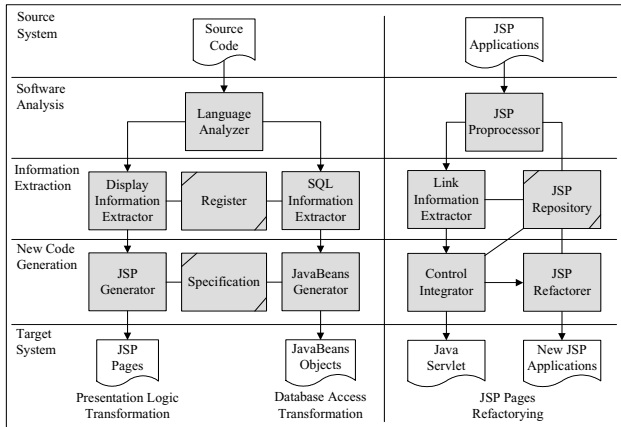 Source
System
Source
Code
JSP
Applications
Software
Analysis
Language
Analyzer
JSP
Proprocessor
Information
Extraction
Display
Information
Extractor
Register
SQL
Information
Extractor
Link
Information
Extractor
JSP
Repository
New Code
Generation
JSP
Generator
Specification
JavaBeans
Generator
Control
Integrator
JSP
Refactorer
Target
System
JSP
Pages
JavaBeans
Objects
Java
Servlet
New JSP
Applications
Presentation Logic
Transformation
Database Access
Transformation
JSP Pages
Refactorying